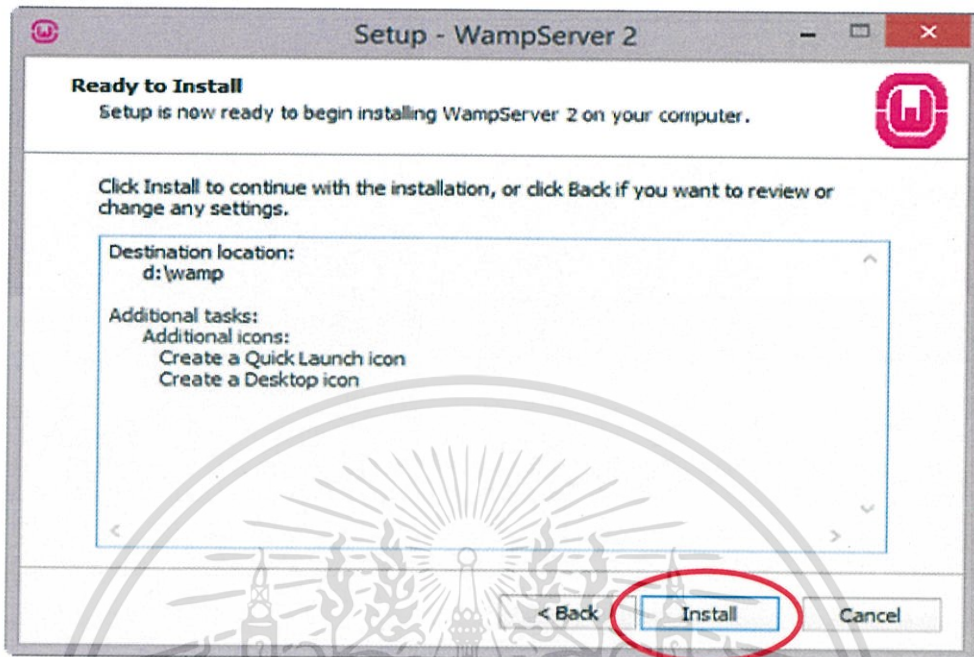 Setup - WampServer 2
Ready to Install
Setup is now ready to begin installing WampServer 2 on your computer.
Click Install to continue with the installation, or click Back if you want to review or
change any settings.
Destination location:
d:\wamp
Additional tasks:
Additional icons:
Create a Quick Launch icon
Create a Desktop icon
< Back
Install
Cancel